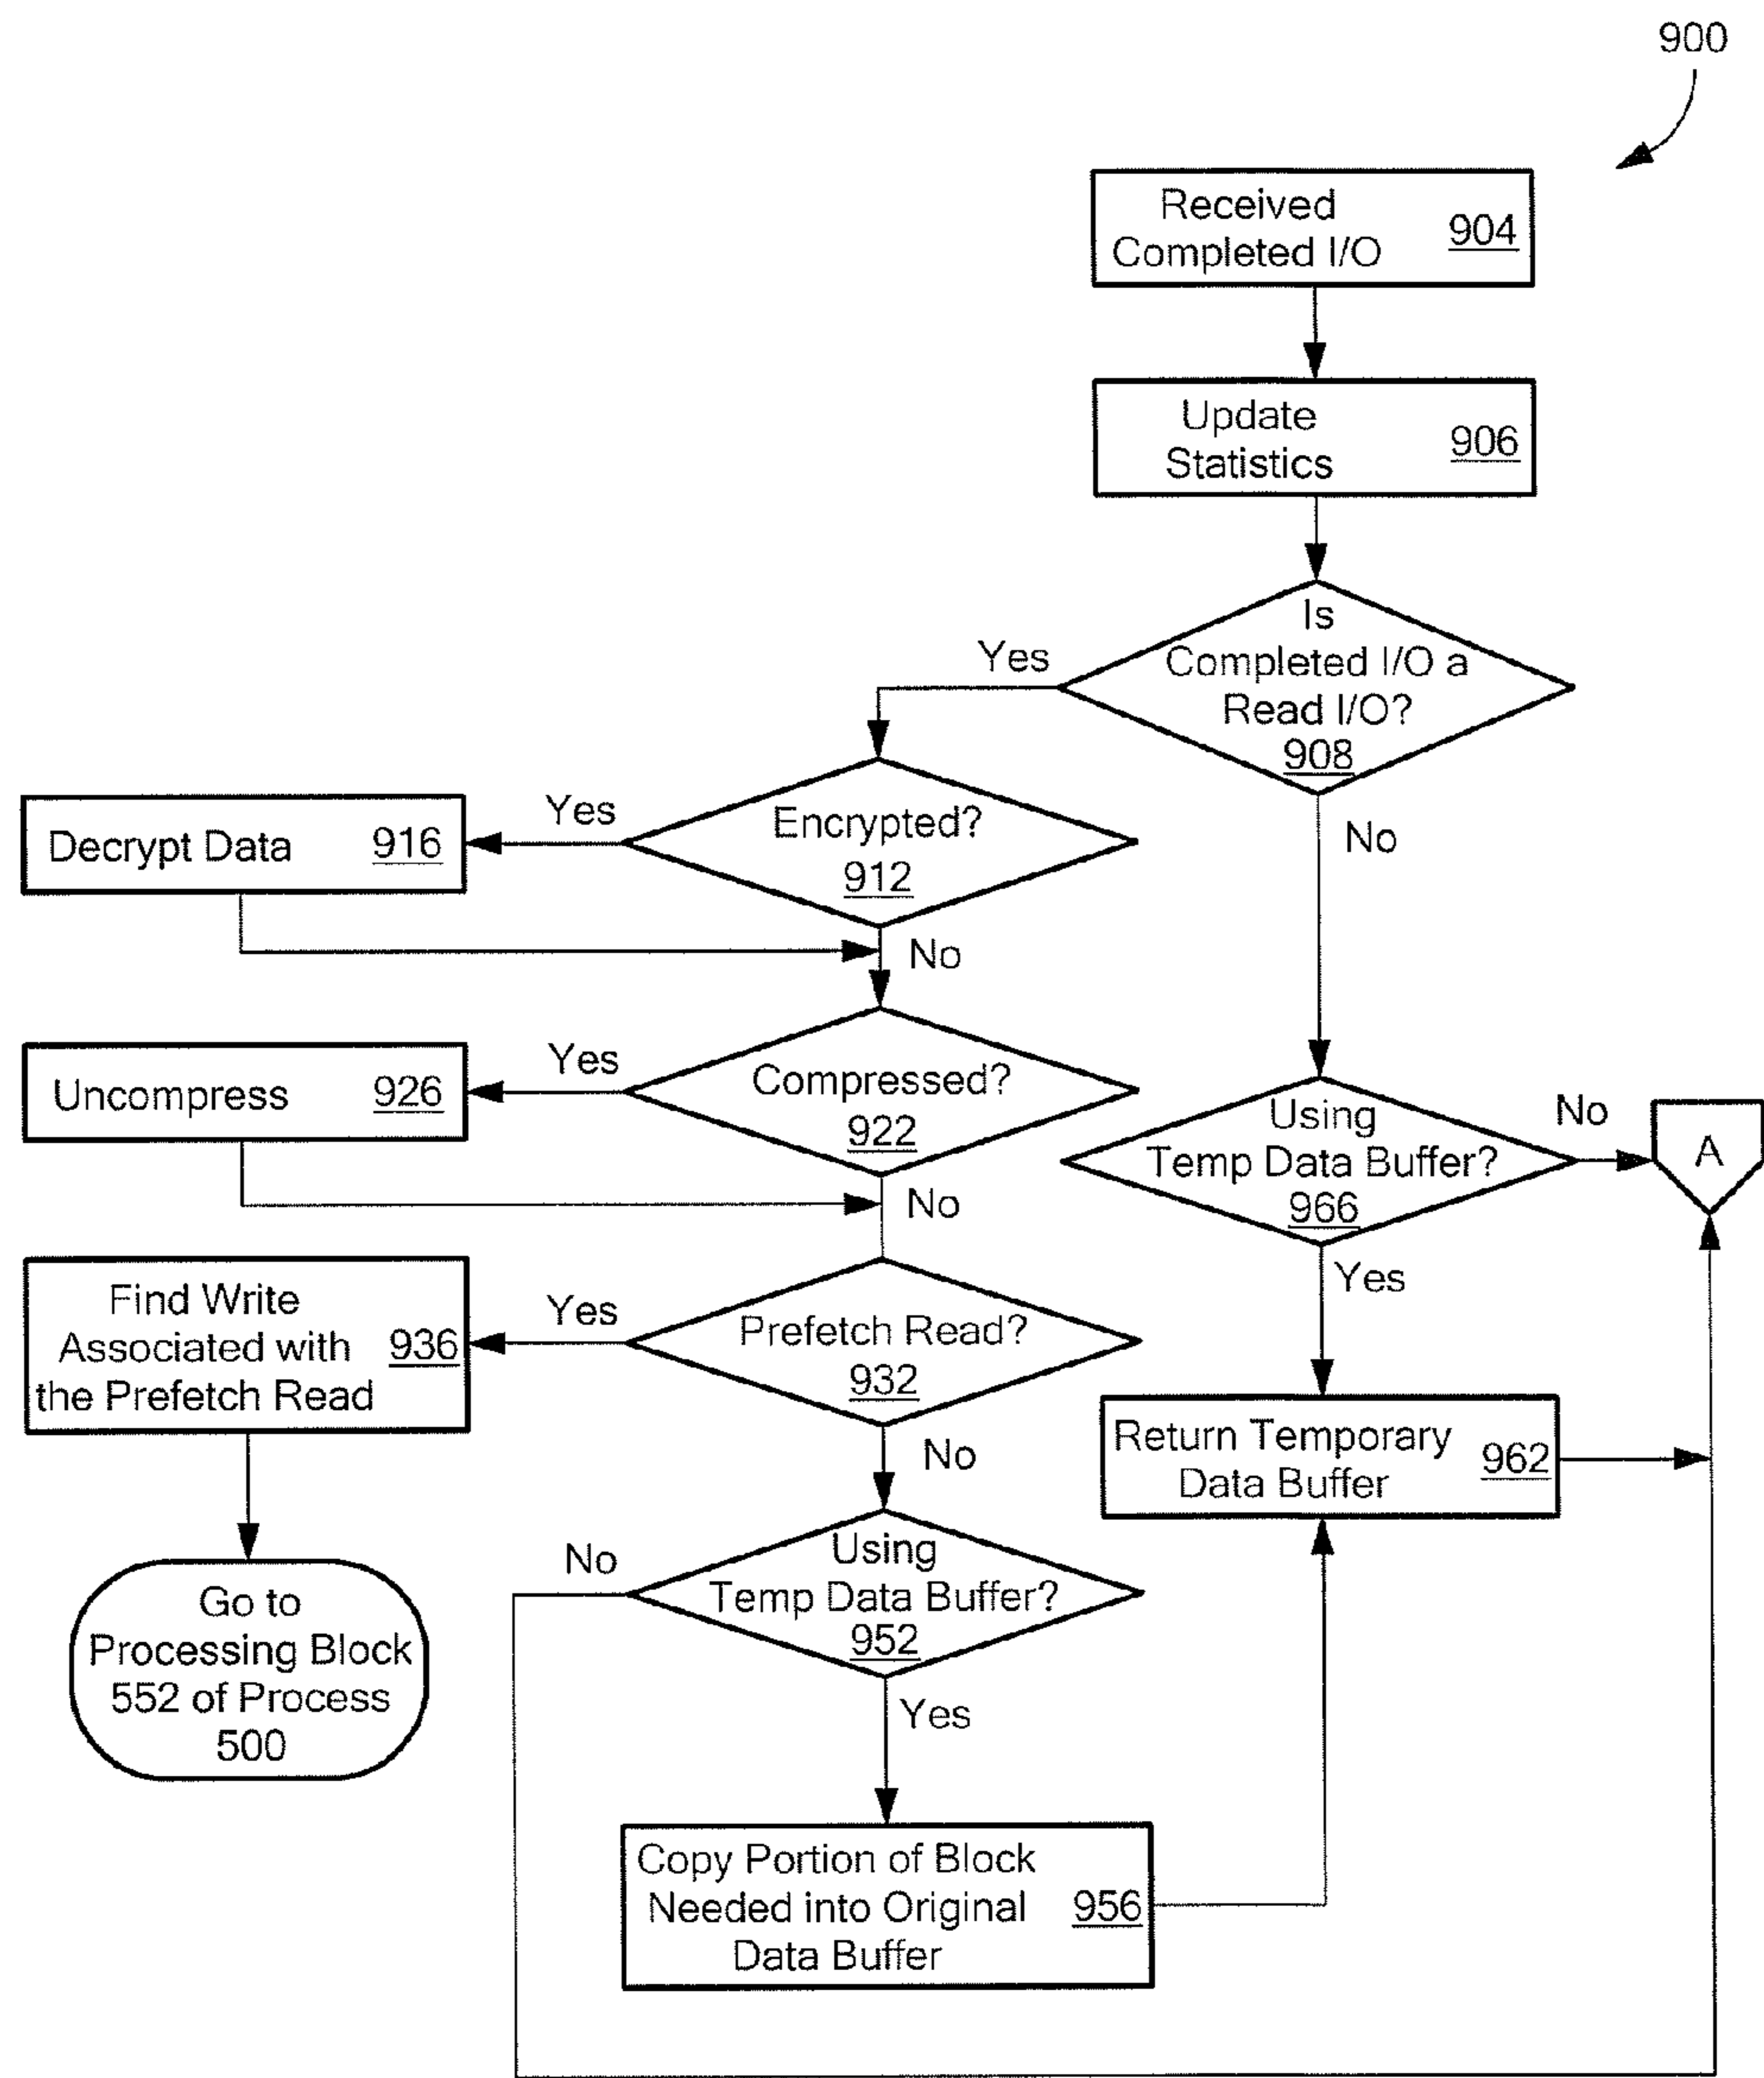 900
Received
Completed I/O
904
Update
Statistics
906
Is
Completed I/O a
Read I/O?
908
Yes
No
Encrypted?
912
Yes
No
Decrypt Data
916
Compressed?
922
Yes
No
Uncompress
926
Using
Temp Data Buffer?
966
No
Yes
A
Prefetch Read?
932
Yes
No
Find Write
Associated with
the Prefetch Read
936
Return Temporary
Data Buffer
962
Go to
Processing Block
552 of Process
500
Using
Temp Data Buffer?
952
No
Yes
Copy Portion of Block
Needed into Original
Data Buffer
956